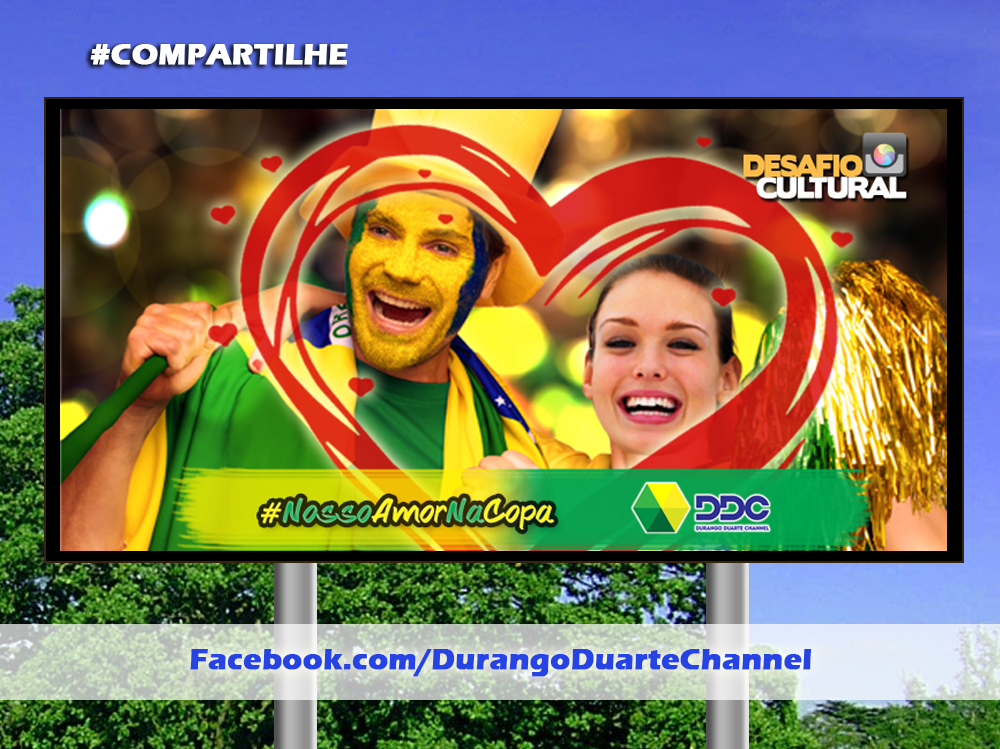 #COMPARTILHE
DESAFIO
CULTURAL
#NossoAmorNaCopa
DDC
DURANGO DUARTE CHANNEL
Facebook.com/DurangoDuarteChannel